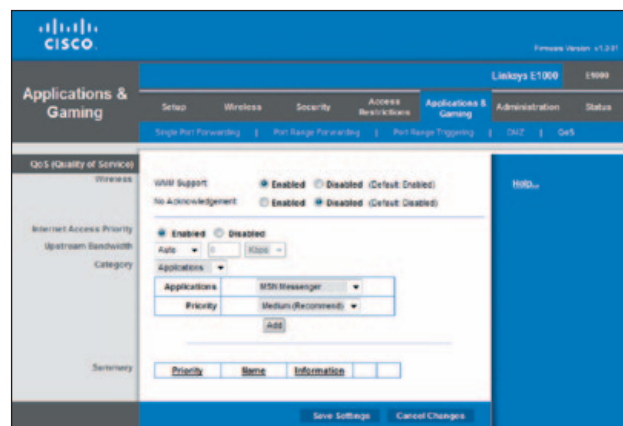 CISCO
Firmware Version: v1.0.01
Linksys E1000 E1000
Applications & Gaming
Setup Wireless Security Access Restrictions Applications & Gaming Administration Status
Single Port Forwarding | Port Range Forwarding | Port Range Triggering | DMZ | QoS
QoS (Quality of Service)
Wireless
WMM Support: Enabled Disabled (Default: Enabled)
No Acknowledgement: Enabled Disabled (Default: Disabled)
Help...
Internet Access Priority Enabled Disabled
Upstream Bandwidth Auto 0 Kbps
Category Applications
Applications MSN Messenger
Priority Medium (Recommend)
Add
Summary
Priority Name Information
Save Settings Cancel Changes